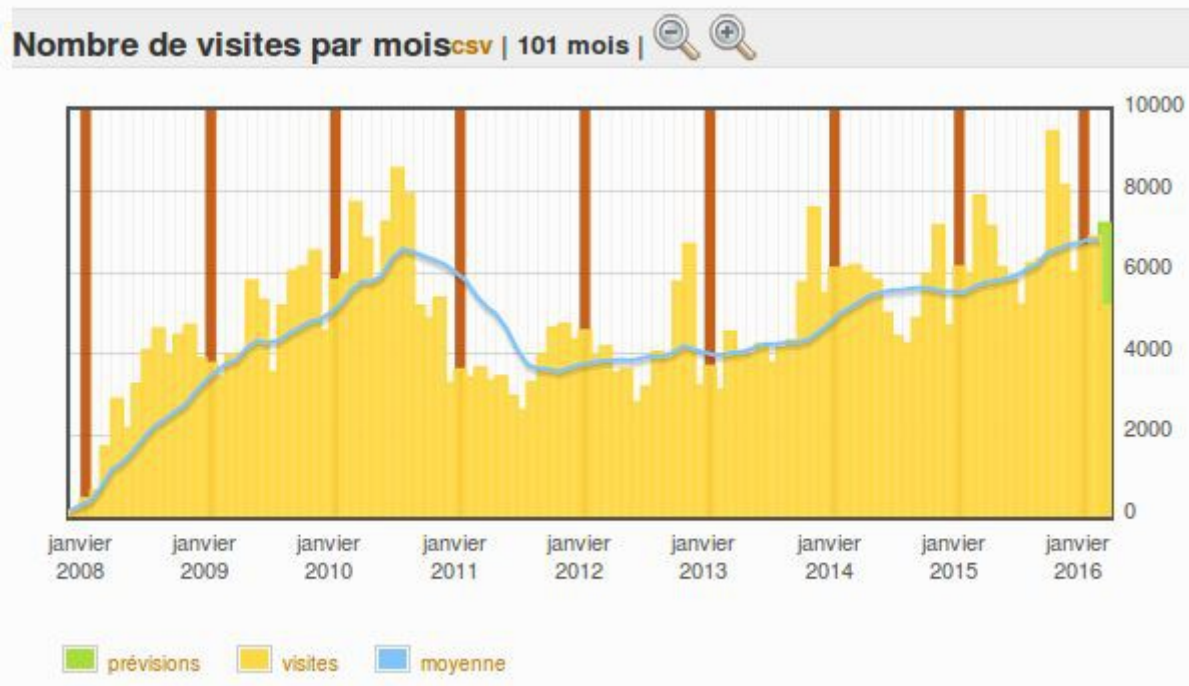 Nombre de visites par moiscsv | 101 mois |
10000
8000
6000
4000
2000
0
janvier 2008
janvier 2009
janvier 2010
janvier 2011
janvier 2012
janvier 2013
janvier 2014
janvier 2015
janvier 2016
prévisions visites moyenne